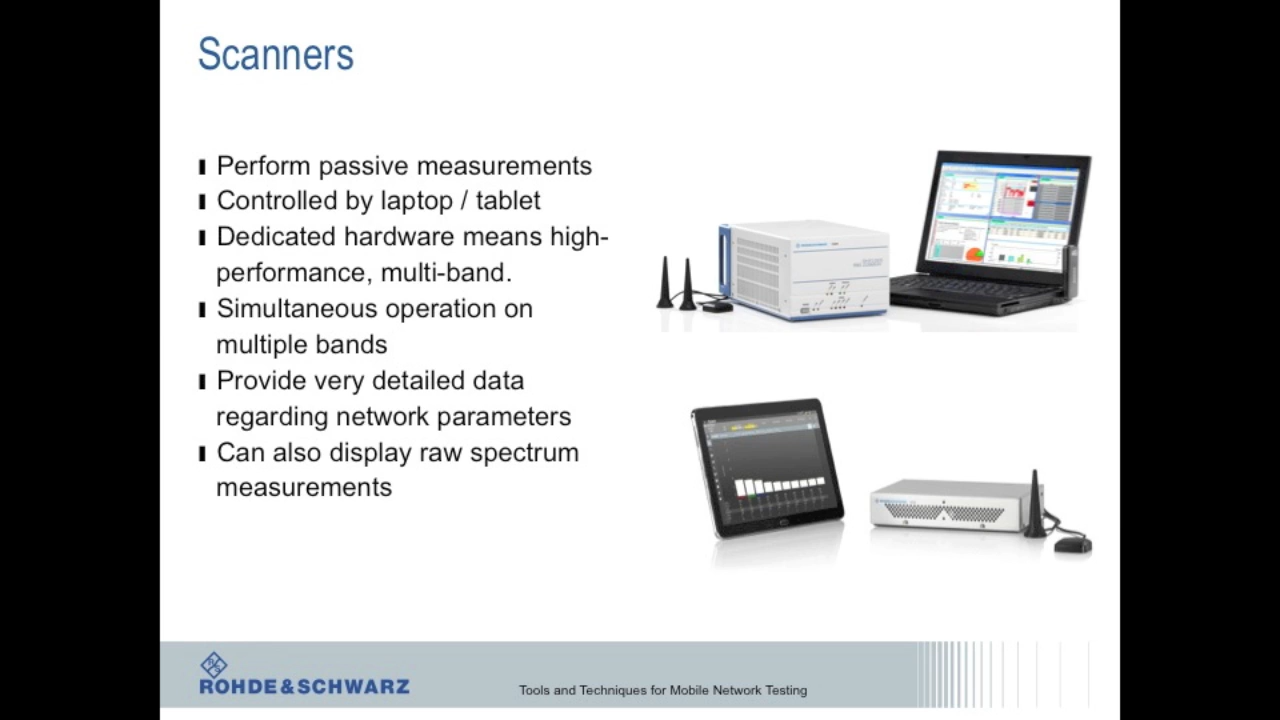 Scanners
Perform passive measurements
Controlled by laptop / tablet
Dedicated hardware means high-
performance, multi-band.
Simultaneous operation on
multiple bands
Provide very detailed data
regarding network parameters
Can also display raw spectrum
measurements
ROHDE&SCHWARZ
Tools and Techniques for Mobile Network Testing